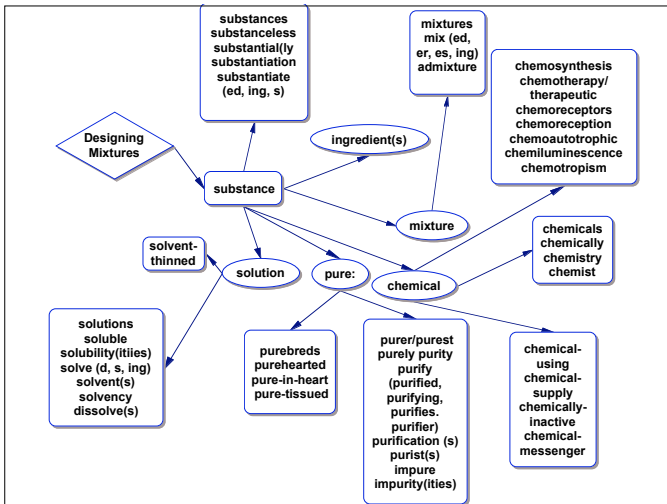 substances
substanceless
substantial(ly
substantiation
substantiate
(ed, ing, s)
mixtures
mix (ed,
er, es, ing)
admixture
chemosynthesis
chemotherapy/
therapeutic
chemoreceptors
chemoreception
chemoautotrophic
chemiluminescence
chemotropism
Designing
Mixtures
ingredient(s)
substance
mixture
solvent-
thinned
solution
pure:
chemical
chemicals
chemically
chemistry
chemist
solutions
soluble
solubility(itiies)
solve (d, s, ing)
solvent(s)
solvency
dissolve(s)
purebreds
purehearted
pure-in-heart
pure-tissued
purer/purest
purely purity
purify
(purified,
purifying,
purifies.
purifier)
purification (s)
purist(s)
impure
impurity(ities)
chemical-
using
chemical-
supply
chemically-
inactive
chemical-
messenger